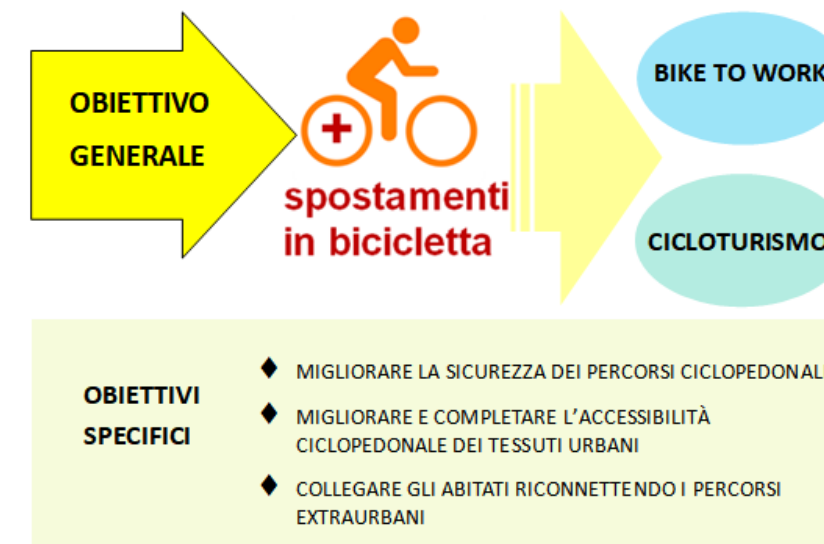 OBIETTIVO
GENERALE
+
spostamenti
in bicicletta
BIKE TO WORK
CICLOTURISMO
OBIETTIVI
SPECIFICI
♦ MIGLIORARE LA SICUREZZA DEI PERCORSI CICLOPEDONALI
♦ MIGLIORARE E COMPLETARE L’ACCESSIBILITÀ
CICLOPEDONALE DEI TESSUTI URBANI
♦ COLLEGARE GLI ABITATI RICONNETTENDO I PERCORSI
EXTRAURBANI